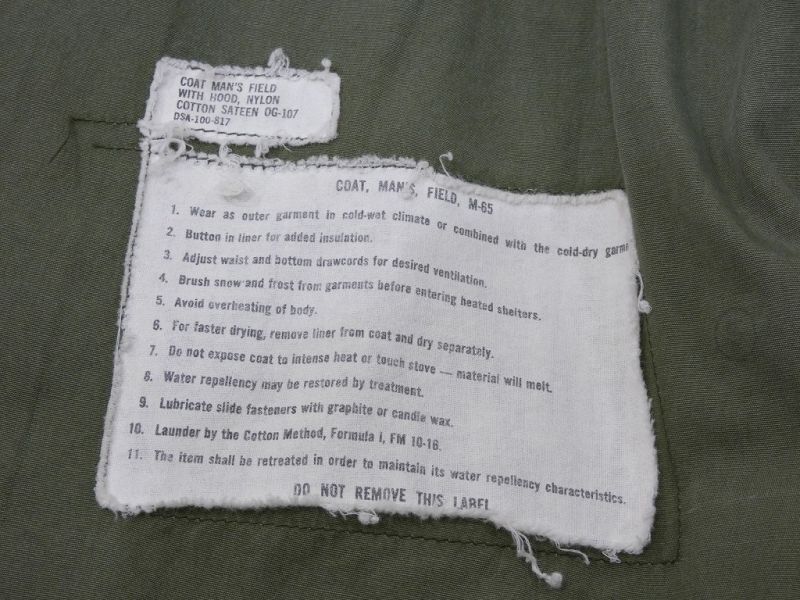 COAT MAN'S FIELD
WITH HOOD, NYLON
COTTON SATEEN OG-107
DSA-100-817
COAT, MAN'S, FIELD, M-65
1. Wear as outer garment in cold-wet climate or combined with the cold-dry garme
2. Button in liner for added insulation.
3. Adjust waist and bottom drawcords for desired ventilation.
4. Brush snow and frost from garments before entering heated shelters.
5. Avoid overheating of body.
6. For faster drying, remove liner from coat and dry separately.
7. Do not expose coat to intense heat or touch stove — material will melt.
8. Water repellency may be restored by treatment.
9. Lubricate slide fasteners with graphite or candle wax.
10. Launder by the Cotton Method, Formula I, FM 10-16.
11. The item shall be retreated in order to maintain its water repellency characteristics.
DO NOT REMOVE THIS LABEL